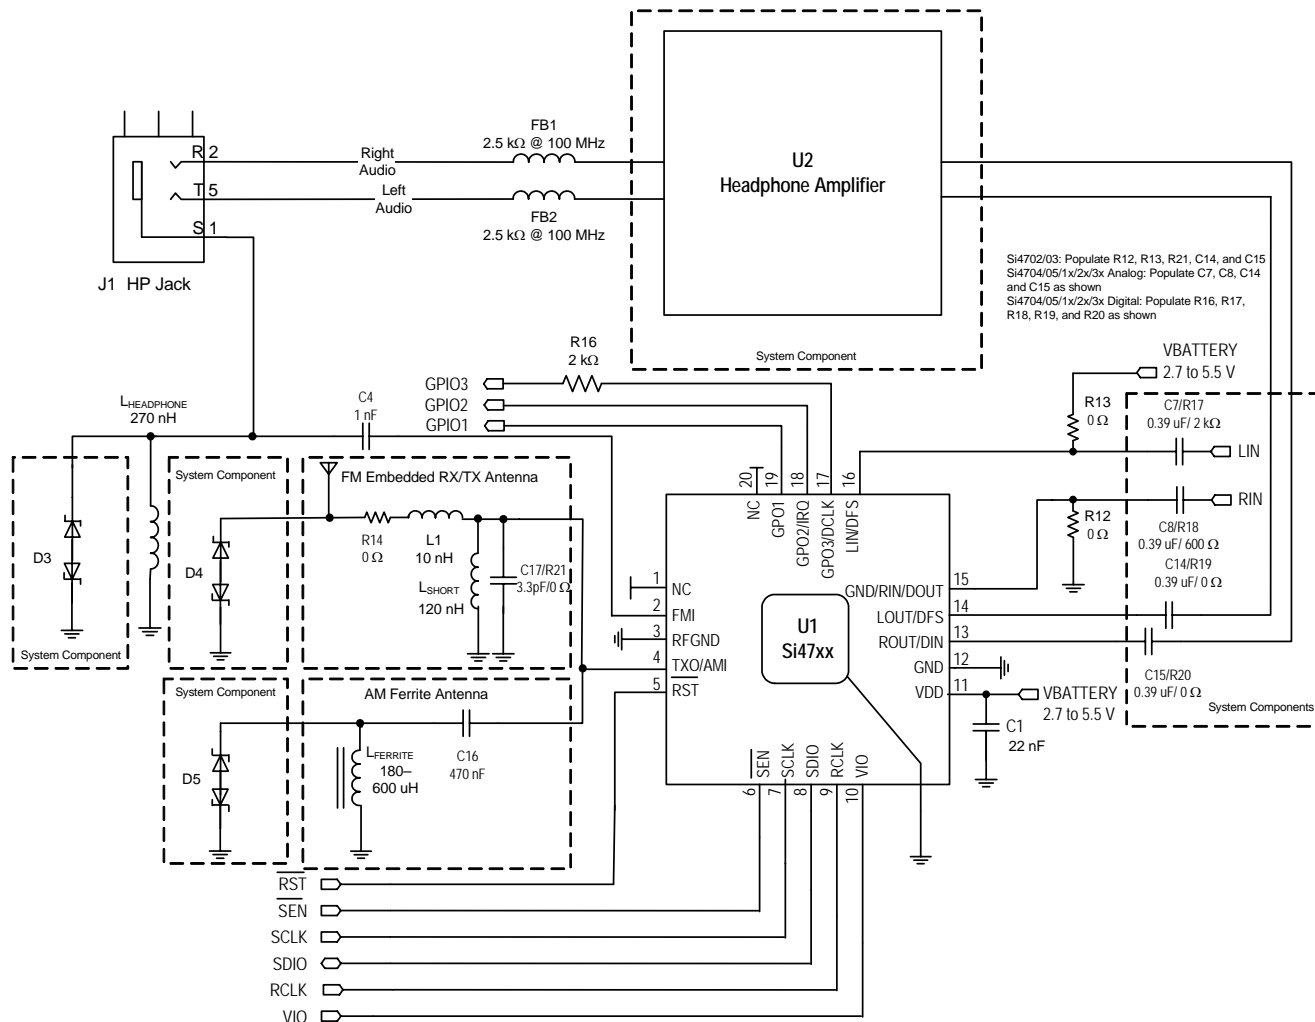 FB1
2.5 kΩ @ 100 MHz
R 2
Right
Audio
T 5
Left
Audio
FB2
2.5 kΩ @ 100 MHz
S 1
J1 HP Jack
U2
Headphone Amplifier
System Component
Si4702/03: Populate R12, R13, R21, C14, and C15
Si4704/05/1x/2x/3x Analog: Populate C7, C8, C14
and C15 as shown
Si4704/05/1x/2x/3x Digital: Populate R16, R17,
R18, R19, and R20 as shown
R16
2 kΩ
GPIO3
GPIO2
GPIO1
VBATTERY
2.7 to 5.5 V
R13
0 Ω
C7/R17
0.39 uF/ 2 kΩ
LIN
RIN
R12
0 Ω
C8/R18
0.39 uF/ 600 Ω
C14/R19
0.39 uF/ 0 Ω
C15/R20
0.39 uF/ 0 Ω
System Components
LHEADPHONE
270 nH
C4
1 nF
D3
System Component
System Component
D4
FM Embedded RX/TX Antenna
R14
0 Ω
L1
10 nH
LSHORT
120 nH
C17/R21
3.3pF/0 Ω
System Component
D5
AM Ferrite Antenna
LFERRITE
180–
600 uH
C16
470 nF
20
19
18
17
16
NC
GPO1
GPO2/IRQ
GPO3/DCLK
LIN/DFS
1
NC
2
FMI
3
RFGND
4
TXO/AMI
5
RST
U1
Si47xx
GND/RIN/DOUT
15
LOUT/DFS
14
ROUT/DIN
13
GND
12
VDD
11
VBATTERY
2.7 to 5.5 V
C1
22 nF
SEN
SCLK
SDIO
RCLK
VIO
6
7
8
9
10
RST
SEN
SCLK
SDIO
RCLK
VIO